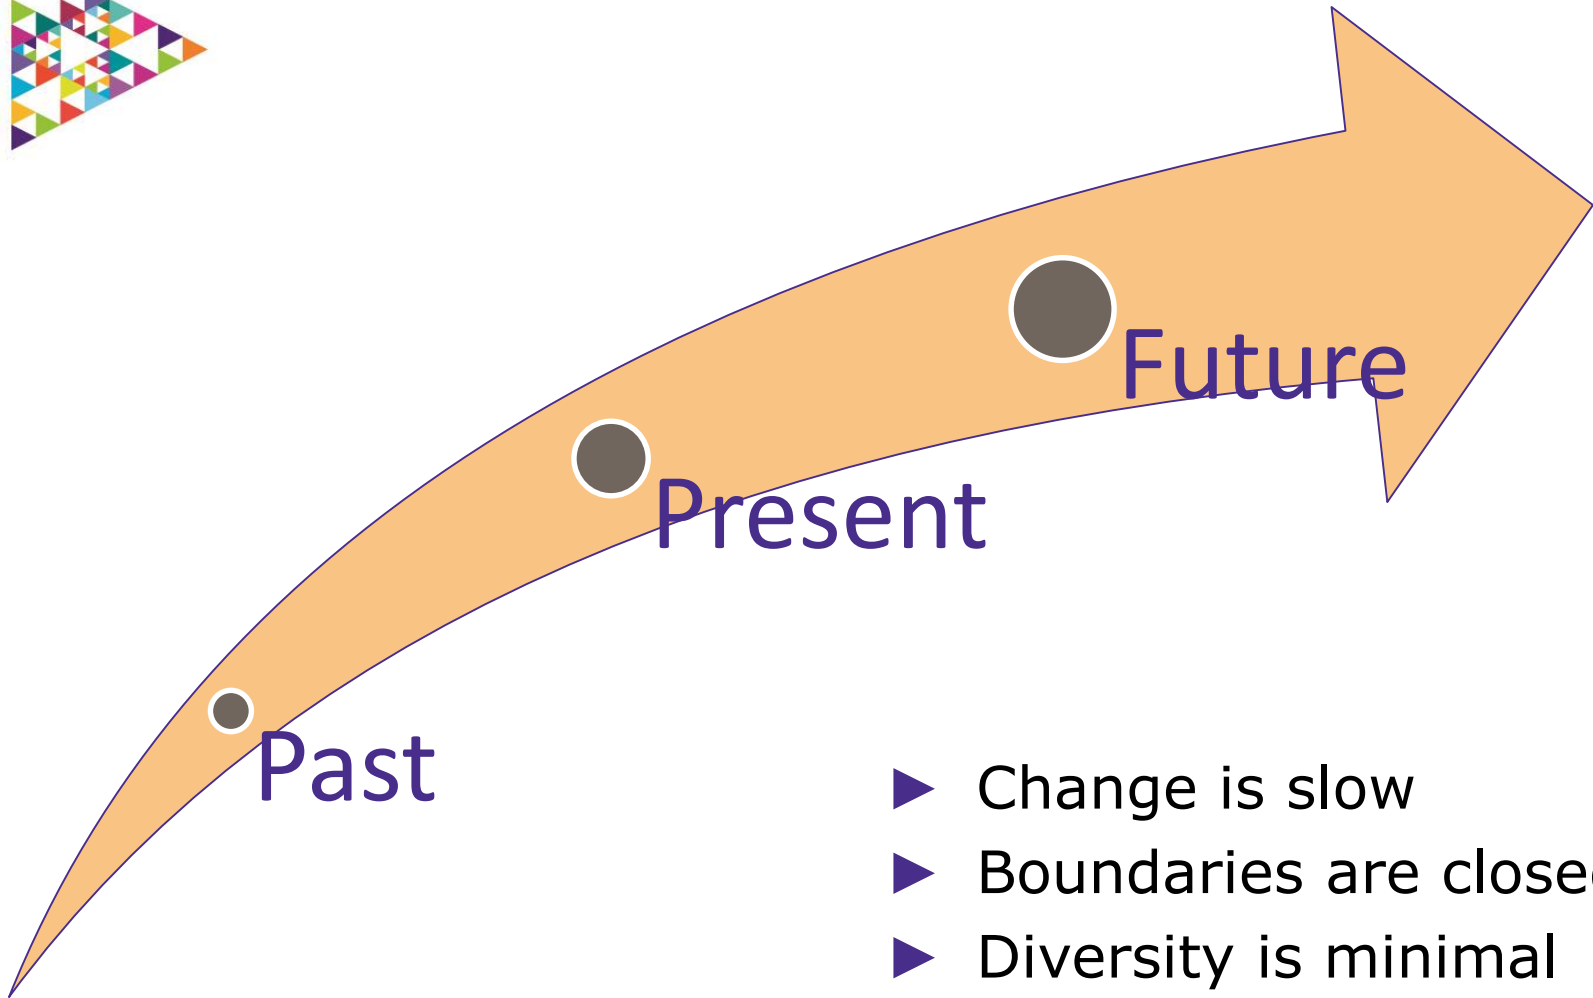 Future
Present
Past
Change is slow
Boundaries are close
Diversity is minimal